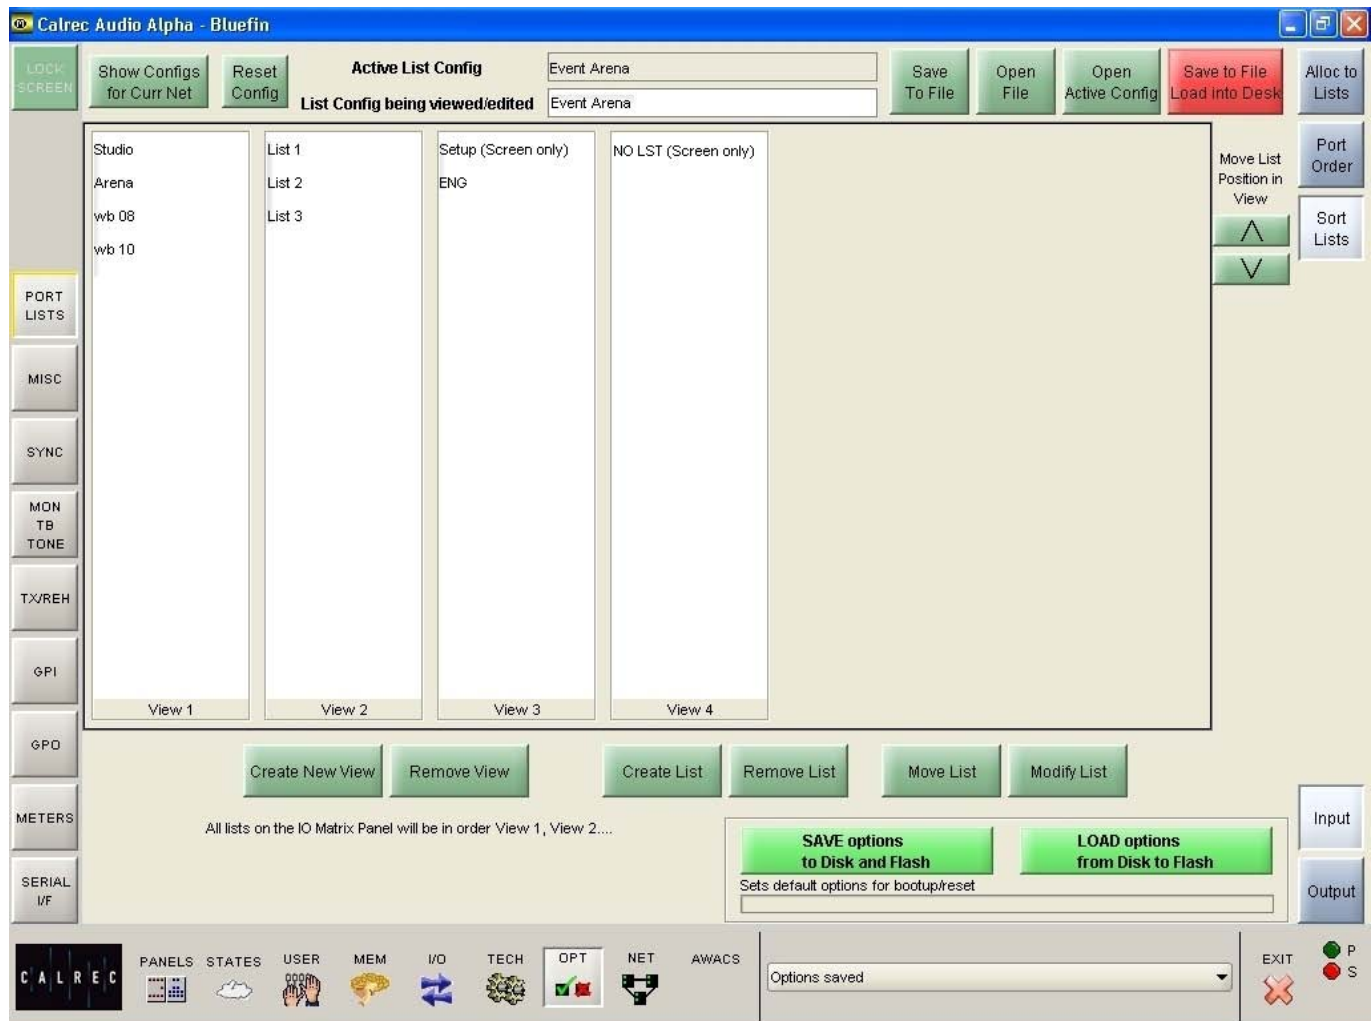 Calrec Audio Alpha - Bluefin
LOCK
SCREEN
Show Configs
for Curr Net
Reset
Config
Active List Config
Event Arena
List Config being viewed/edited
Event Arena
Save
To File
Open
File
Open
Active Config
Save to File
Load into Desk
Alloc to
Lists
Studio
Arena
wb 08
wb 10
View 1
List 1
List 2
List 3
View 2
Setup (Screen only)
ENG
View 3
NO LST (Screen only)
View 4
Move List
Position in
View
Port
Order
Sort
Lists
PORT
LISTS
MISC
SYNC
MON
TB
TONE
TX/REH
GPI
GPO
METERS
SERIAL
I/F
Create New View
Remove View
Create List
Remove List
Move List
Modify List
All lists on the IO Matrix Panel will be in order View 1, View 2....
SAVE options
to Disk and Flash
LOAD options
from Disk to Flash
Sets default options for bootup/reset
Input
Output
CALREC
PANELS
STATES
USER
MEM
I/O
TECH
OPT
NET
AWACS
Options saved
EXIT
P
S